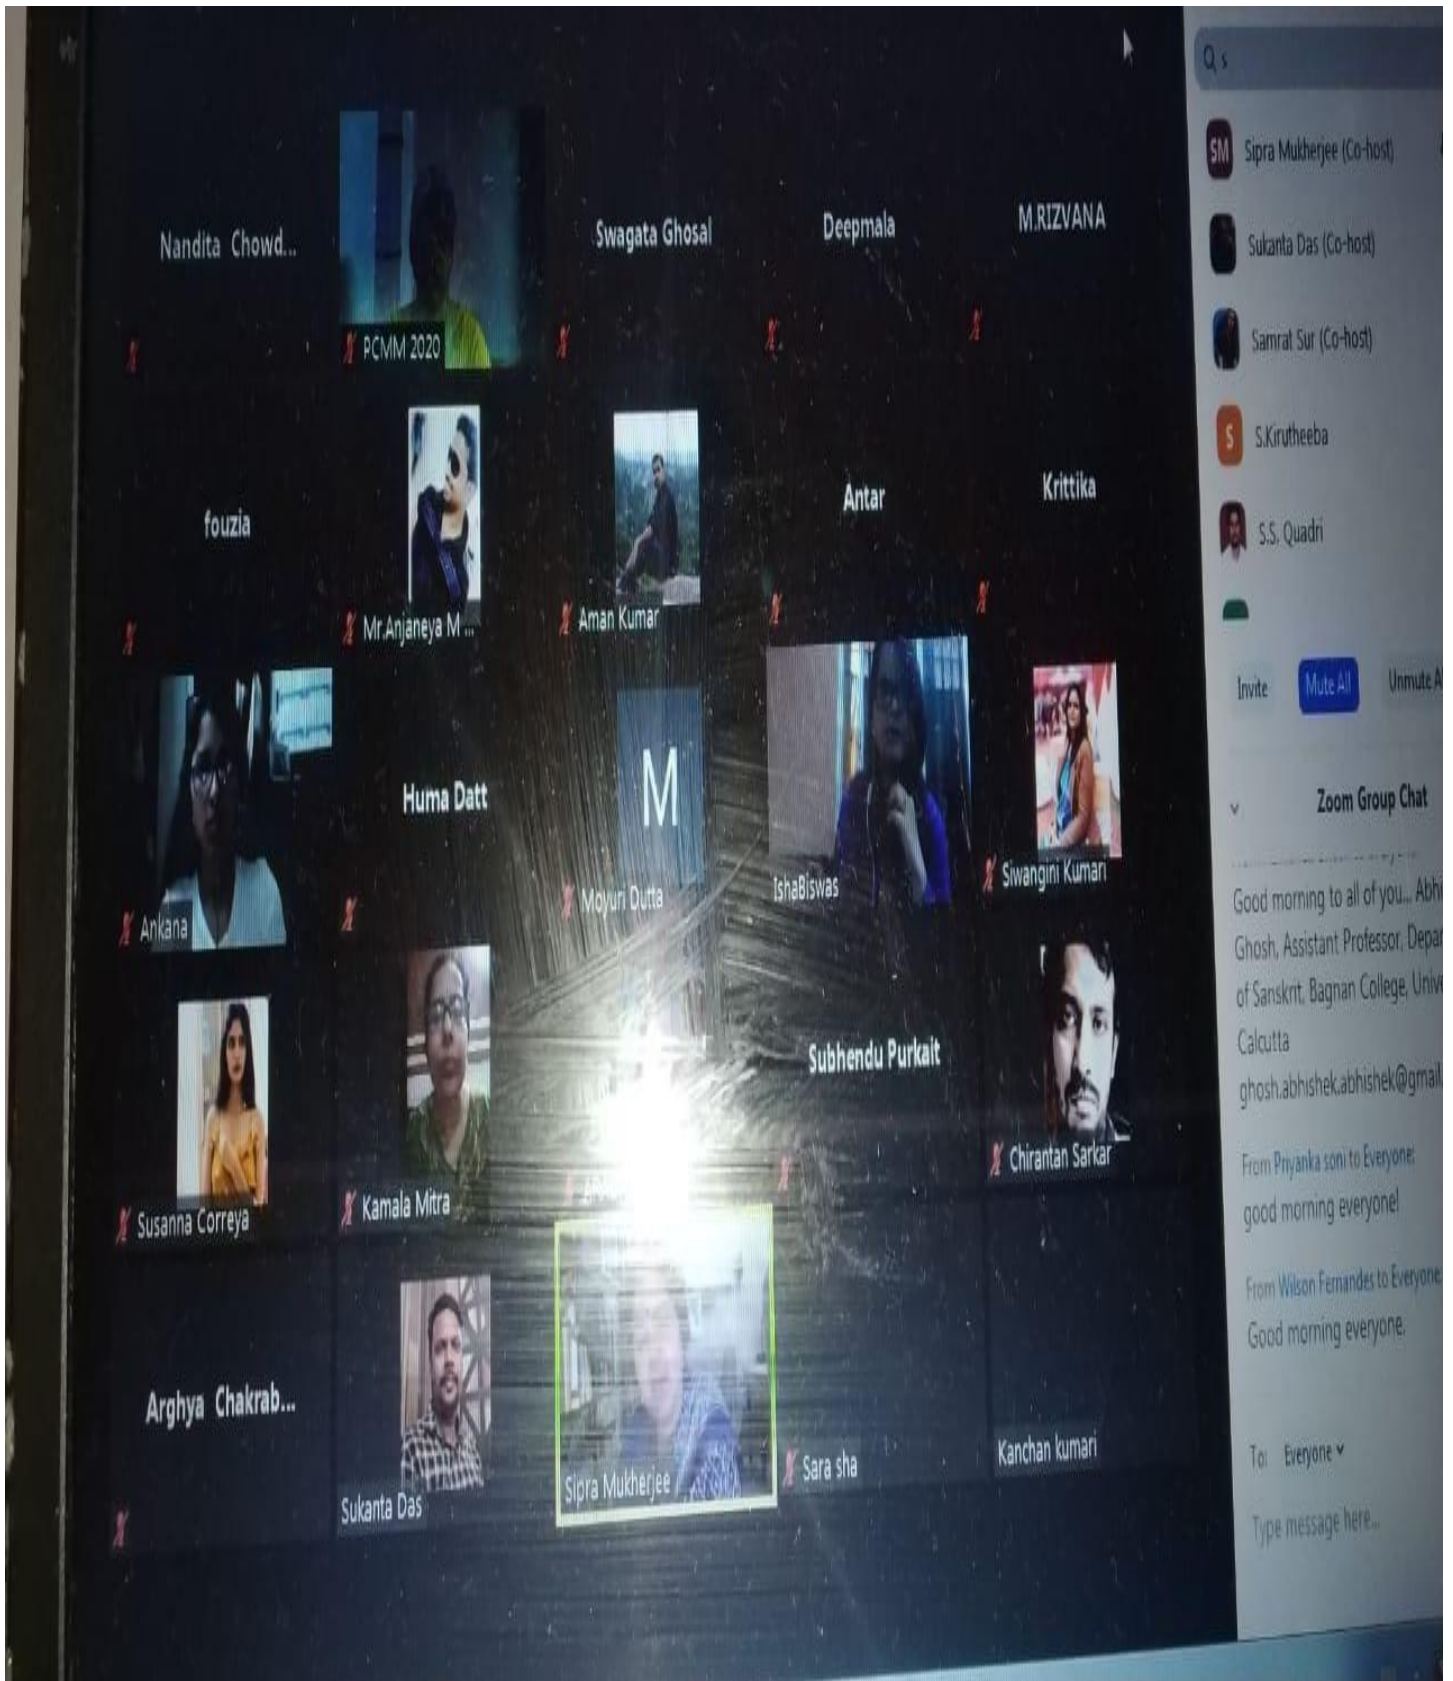 Nandita Chowd...
PCMM 2020
Swagata Ghosal
Deepmala
M.RIZVANA
fouzia
Mr.Anjaneya M ...
Aman Kumar
Antar
Krittika
Ankana
Huma Datt
M
Moyuri Dutta
IshaBiswas
Siwangini Kumari
Susanna Correya
Kamala Mitra
Subhendu Purkait
Chirantan Sarkar
Arghya Chakrab...
Sukanta Das
Sipra Mukherjee
Sara sha
Kanchan kumari
s
SM Sipra Mukherjee (Co-host)
Sukanta Das (Co-host)
Samrat Sur (Co-host)
S S.Kirutheeba
S.S. Quadri
Invite Mute All Unmute A
Zoom Group Chat
Good morning to all of you... Abhi
Ghosh, Assistant Professor, Depar
of Sanskrit, Bagnan College, Unive
Calcutta
ghosh.abhishek.abhishek@gmail.
From Priyanka soni to Everyone:
good morning everyone!
From Wilson Fernandes to Everyone:
Good morning everyone.
To: Everyone
Type message here...